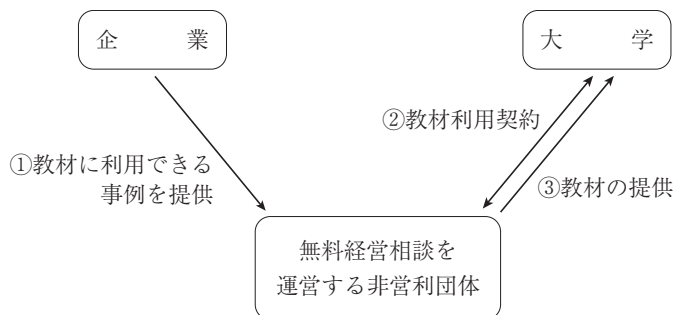 企　　業
大　　学
②教材利用契約
①教材に利用できる
事例を提供
③教材の提供
無料経営相談を
運営する非営利団体